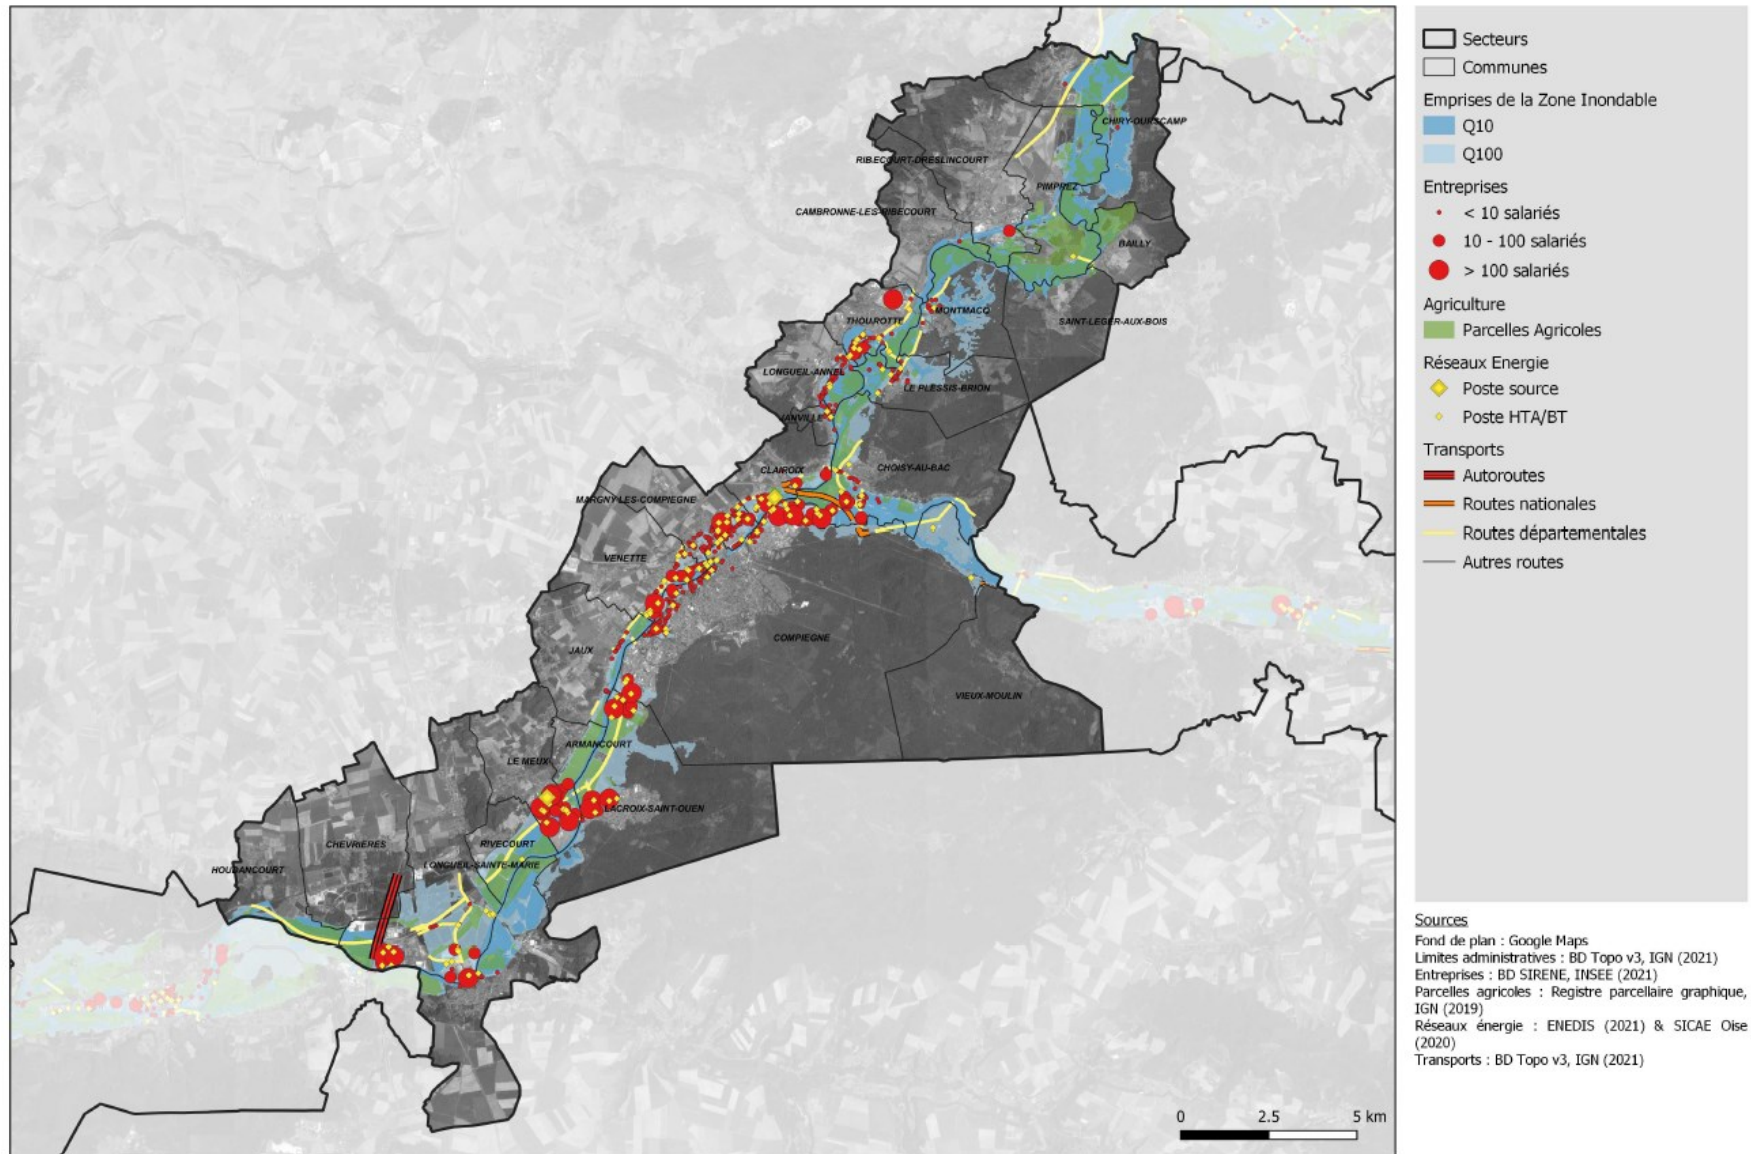 CHIRY-OURSCAMP
RIBECOURT-DRESLINCOURT
PIMPREZ
CAMBRONNE-LES-RIBECOURT
BAILLY
MONTMACQ
THOUROTTE
SAINT-LEGER-AUX-BOIS
LONGUEIL-ANNEL
LE PLESSIS-BRION
JANVILLE
CLAIROIX
CHOISY-AU-BAC
MARGNY-LES-COMPIEGNE
VENETTE
COMPIEGNE
JAUX
VIEUX-MOULIN
ARMANCOURT
LE MEUX
LACROIX-SAINT-OUEN
RIVECOURT
CHEVRIERES
LONGUEIL-SAINTE-MARIE
HOUDANCOURT
0 2.5 5 km
Secteurs
Communes
Emprises de la Zone Inondable
Q10
Q100
Entreprises
< 10 salariés
10 - 100 salariés
> 100 salariés
Agriculture
Parcelles Agricoles
Réseaux Energie
Poste source
Poste HTA/BT
Transports
Autoroutes
Routes nationales
Routes départementales
Autres routes
Sources
Fond de plan : Google Maps
Limites administratives : BD Topo v3, IGN (2021)
Entreprises : BD SIRENE, INSEE (2021)
Parcelles agricoles : Registre parcellaire graphique,
IGN (2019)
Réseaux énergie : ENEDIS (2021) & SICAE Oise
(2020)
Transports : BD Topo v3, IGN (2021)